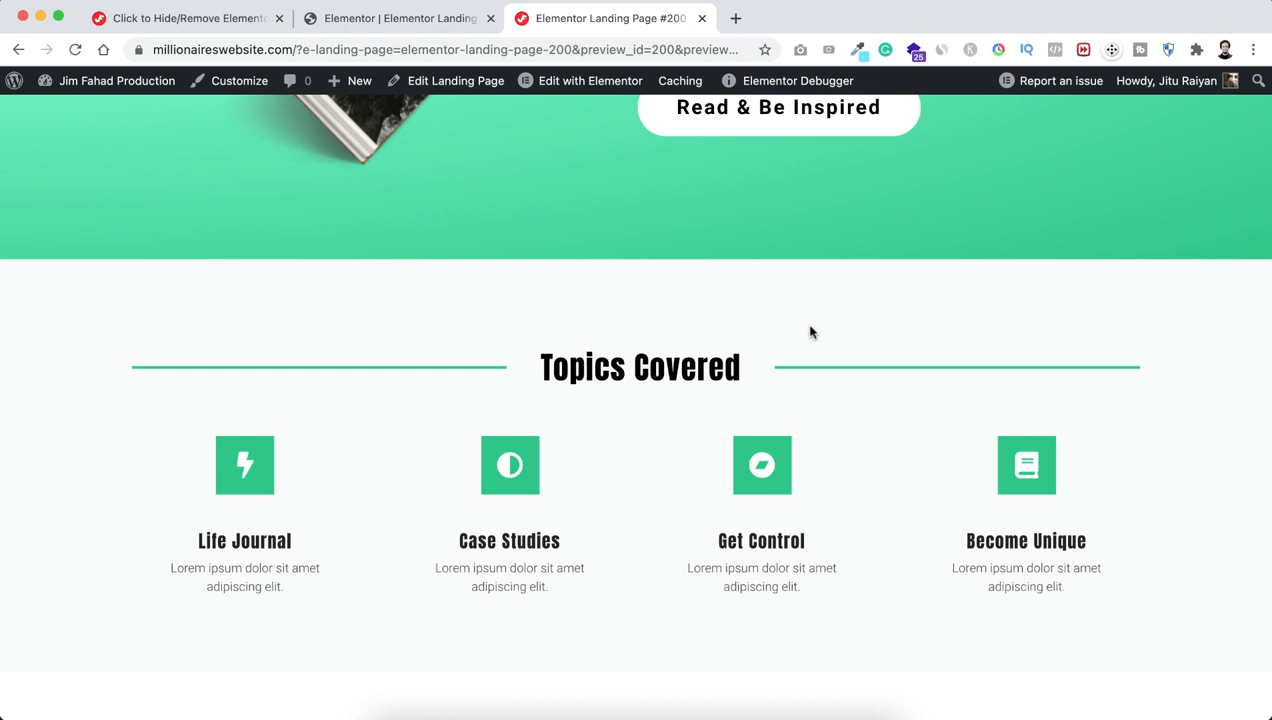 Click to Hide/Remove Elemento
Elementor | Elementor Landing
Elementor Landing Page #200
millionaireswebsite.com/?e-landing-page=elementor-landing-page-200&preview_id=200&preview...
IQ
25
Jim Fahad Production
Customize
0
New
Edit Landing Page
Edit with Elementor
Caching
Elementor Debugger
Report an issue
Howdy, Jitu Raiyan
Read & Be Inspired
Topics Covered
Life Journal
Lorem ipsum dolor sit amet
adipiscing elit.
Case Studies
Lorem ipsum dolor sit amet
adipiscing elit.
Get Control
Lorem ipsum dolor sit amet
adipiscing elit.
Become Unique
Lorem ipsum dolor sit amet
adipiscing elit.